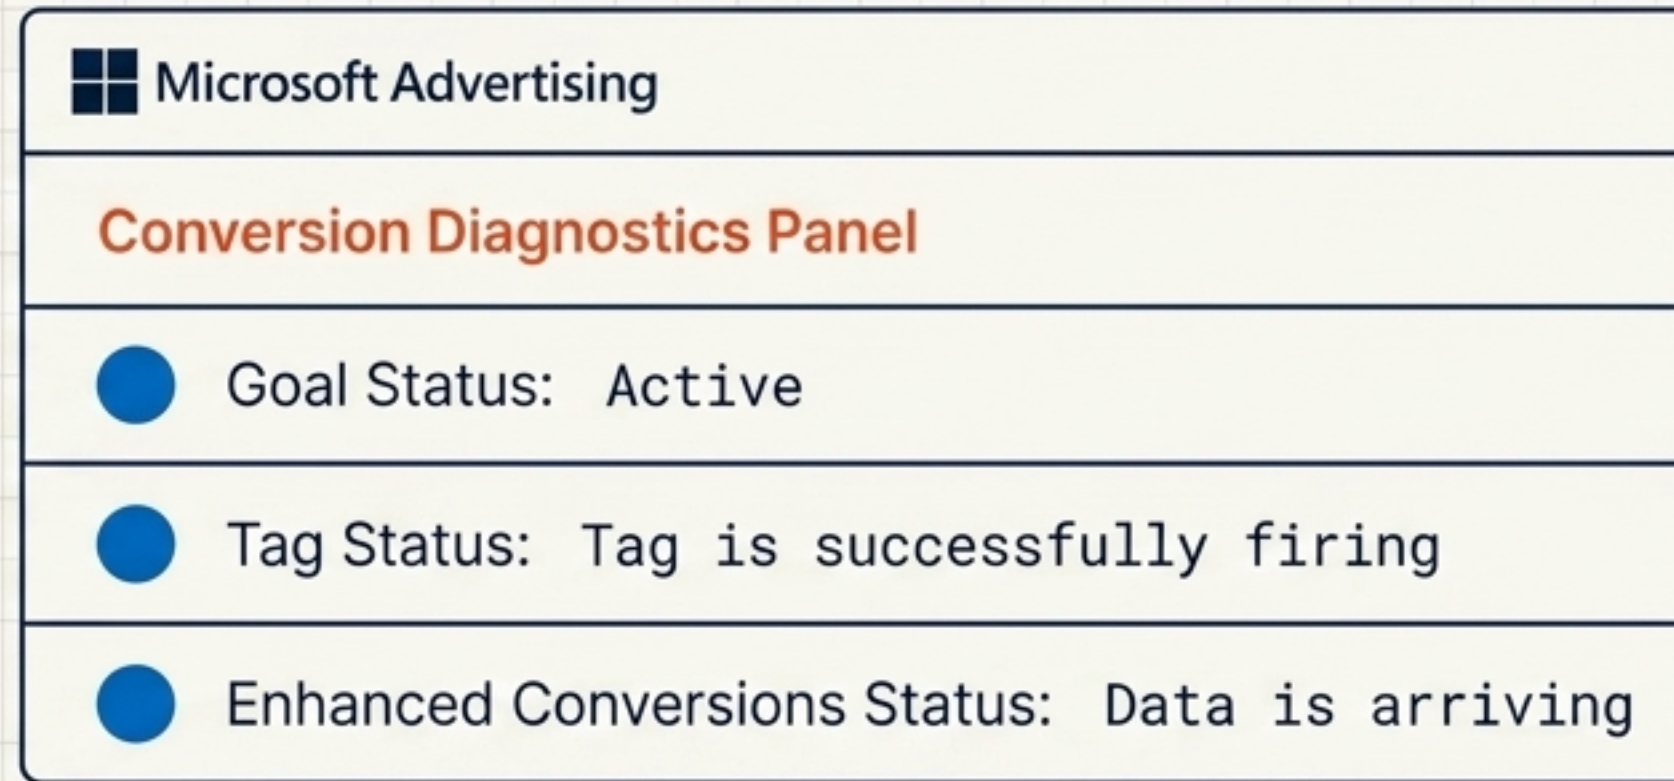 Microsoft Advertising
Conversion Diagnostics Panel
Goal Status: Active
Tag Status: Tag is successfully firing
Enhanced Conversions Status: Data is arriving